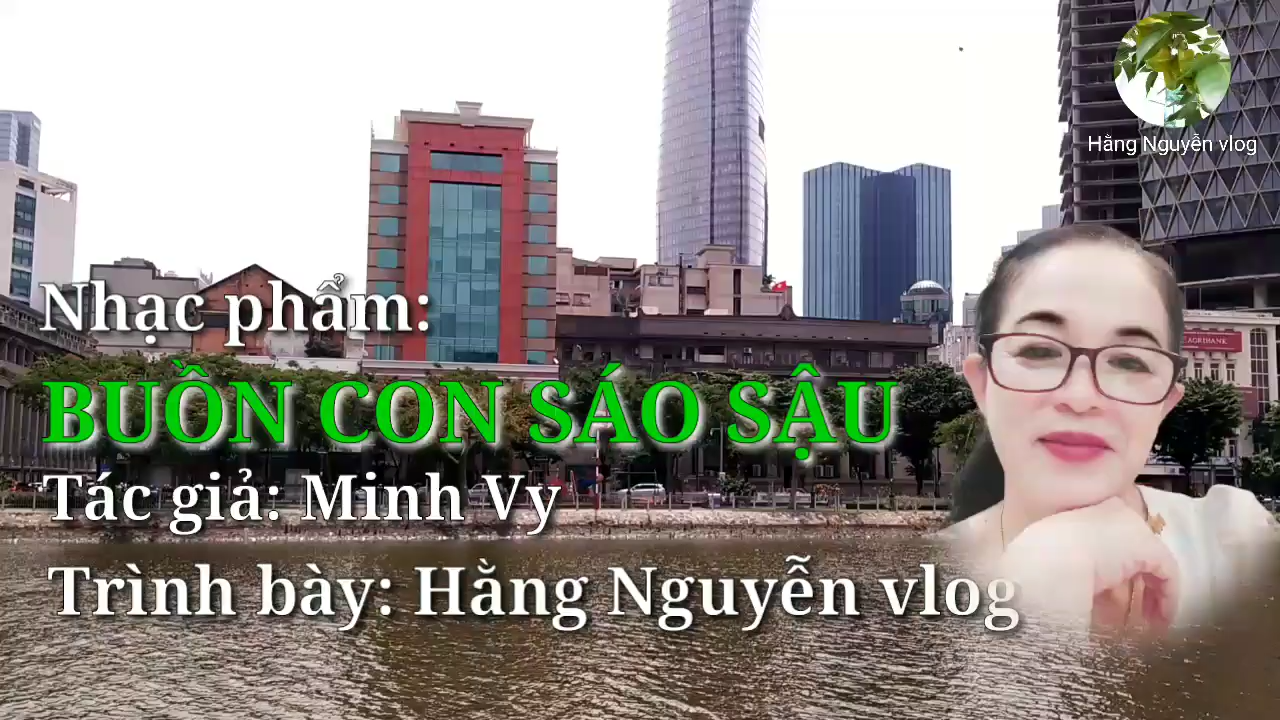 Hằng Nguyễn vlog
AGRIBANK
Nhạc phẩm:
BUỒN CON SÁO SẬU
Tác giả: Minh Vy
Trình bày: Hằng Nguyễn vlog